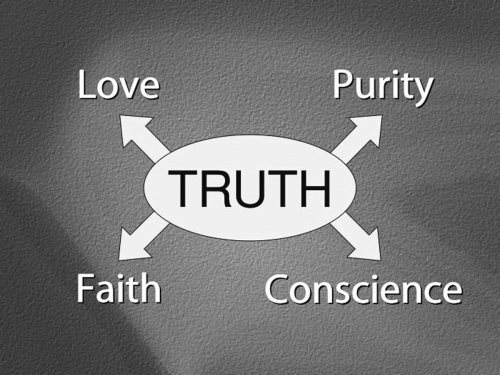 Love
Purity
TRUTH
Faith
Conscience